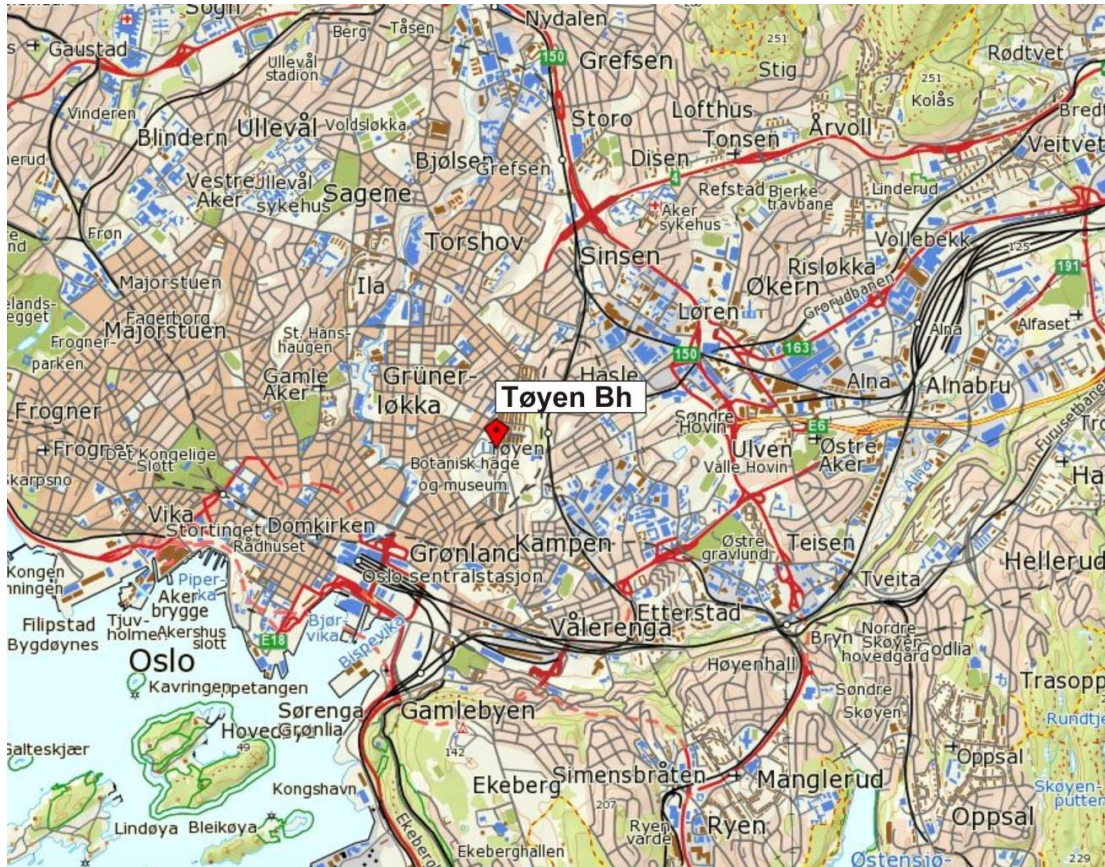 Sogn
Berg
Tåsen
Nydalen
251
Rødtvet
Gaustad
Ullevål
stadion
150
Grefsen
Stig
251
Kolås
Vinderen
Blindern
Ullevål
Voldsløkka
Storo
Lofthus
Tonsen
Årvoll
Veitvet
Bjølsen
Grefsen
Disen
4
Vestre
Aker
Ullevål
sykehus
Sagene
Refstad
Bjerke
travbane
Linderud
Aker
sykehus
Frøn
Torshov
Sinsen
Vollebekk
125
Risløkka
191
Majorstuen
Ila
Økern
Grorudbanen
Fagerborg
Majorstuen
Løren
Alna
Alfaset
Frogner-
parken
St. Hans-
haugen
150
163
Gamle
Aker
Grüner-
løkka
Hasle
Alna
Alnabru
Tøyen Bh
Frogner
Søndre
Hovin
E6
Furusetbanen
Frogner
Det Kongelige
Slott
Tøyen
Ulven
Østre
Aker
Botanisk hage
og museum
Valle Hovin
Alna
Skarpsno
Vika
Stortinget
Domkirken
Rådhuset
Grønland
Kampen
Østre
gravlund
Teisen
Hellerud
Oslo sentralstasjon
Tveita
Kongen
Piper-
Aker
brygge
Etterstad
Filipstad
Tjuv-
holmen
Akershus
slott
Bjør-
vika
Vålerenga
Bygdøynes
E18
Bispevika
Bryn
Nordre
Skøyen
hovedgård
Godlia
Oslo
Høyenhall
Kavringen
Søndre
Skøyen
Trasopp
Sørenga
Gamlebyen
Grønlia
49
142
Oppsal
Galteskjær
Kongshavn
Ekeberg
Simensbråten
Manglerud
Skøyen-
putten
207
Lindøya
Bleikøya
Ryen
varde
Ryen
Oppsal
Ekeberghallen
Østensjø-
229